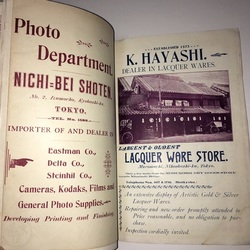 Photo
Department,
NICHI-BEI SHOTEN
TOKYO.
IMPORTER OF AND DEALER IN
Eastman Co.,
Delta Co.,
Steinhil Co.,
Cameras, Kodaks, Films and
General Photo Supplies.
Developing Printing and Finishing
ESTABLISHED
K. HAYASHI,
DEALER IN LACQUER WARES.
LARGEST & OLDEST
LACQUER WARE STORE.
An extensive display of Artistic Gold & Silver
Lacquer Wares.
Repairing and new order promptly attended to
Price reasonable, and no obligation to purchase.
Inspection cordially invited.